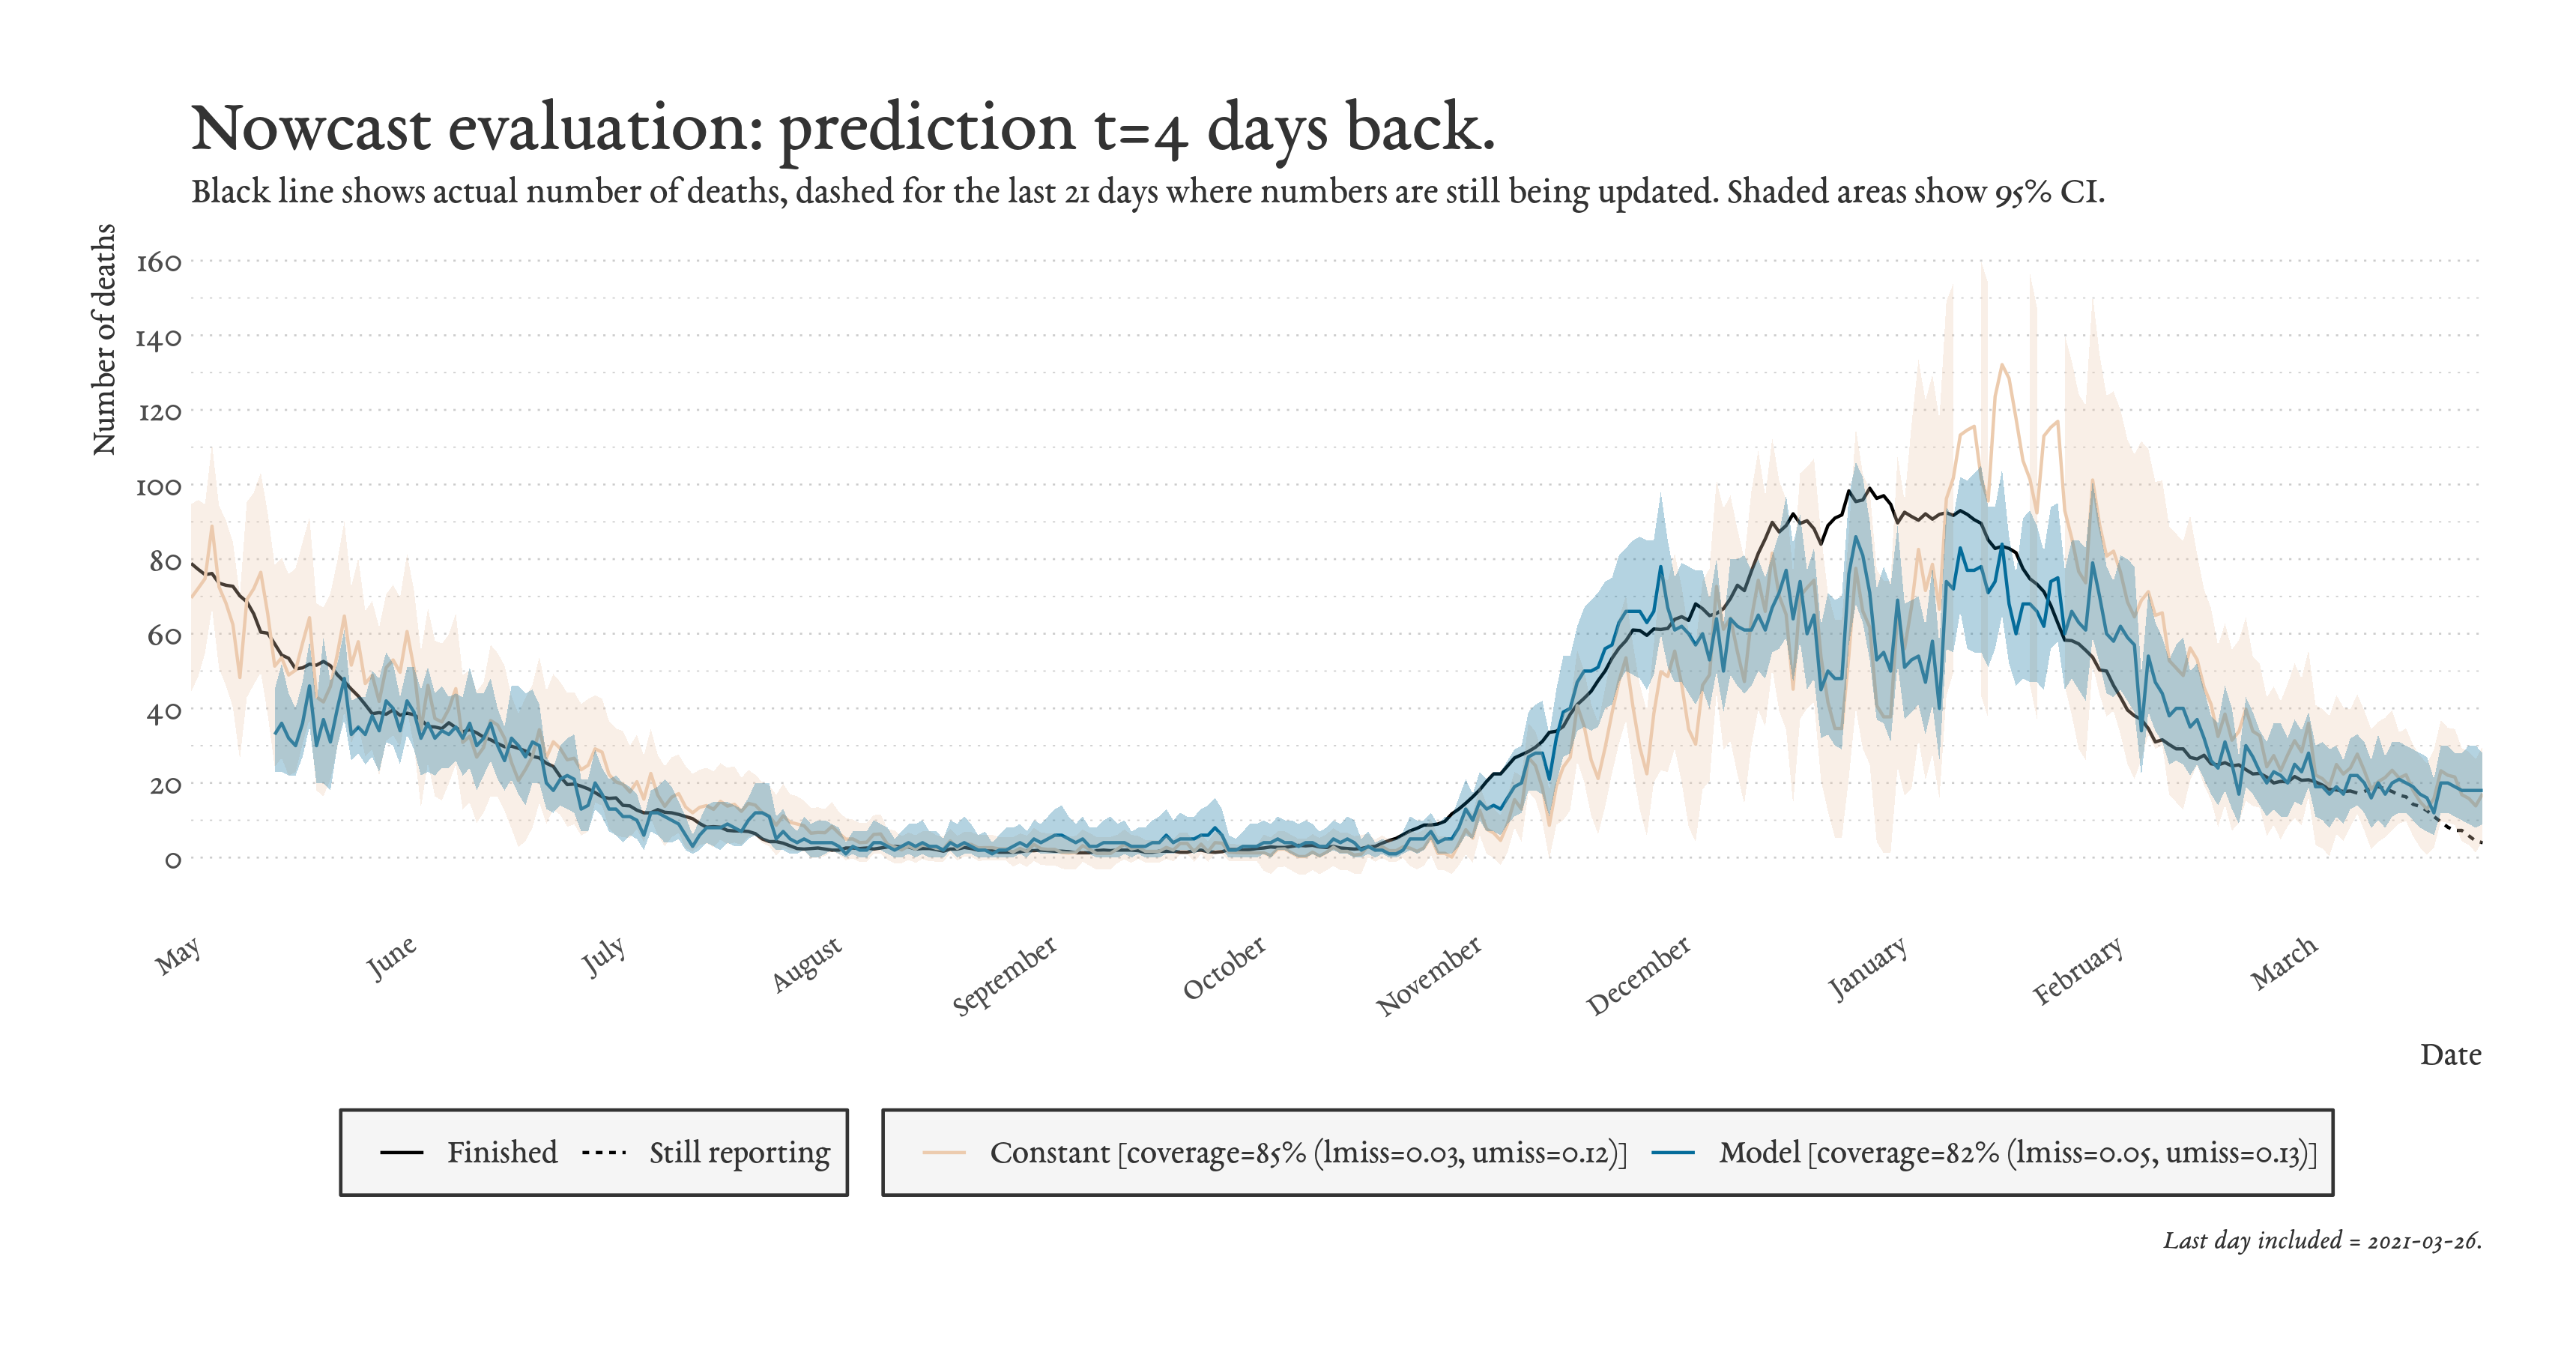 Nowcast evaluation: prediction t=4 days back.
Black line shows actual number of deaths, dashed for the last 21 days where numbers are still being updated. Shaded areas show 95% CI.
Number of deaths
160
140
120
100
80
60
40
20
0
May
June
July
August
September
October
November
December
January
February
March
Date
Finished
Still reporting
Constant [coverage=85% (lmiss=0.03, umiss=0.12)]
Model [coverage=82% (lmiss=0.05, umiss=0.13)]
Last day included = 2021-03-26.